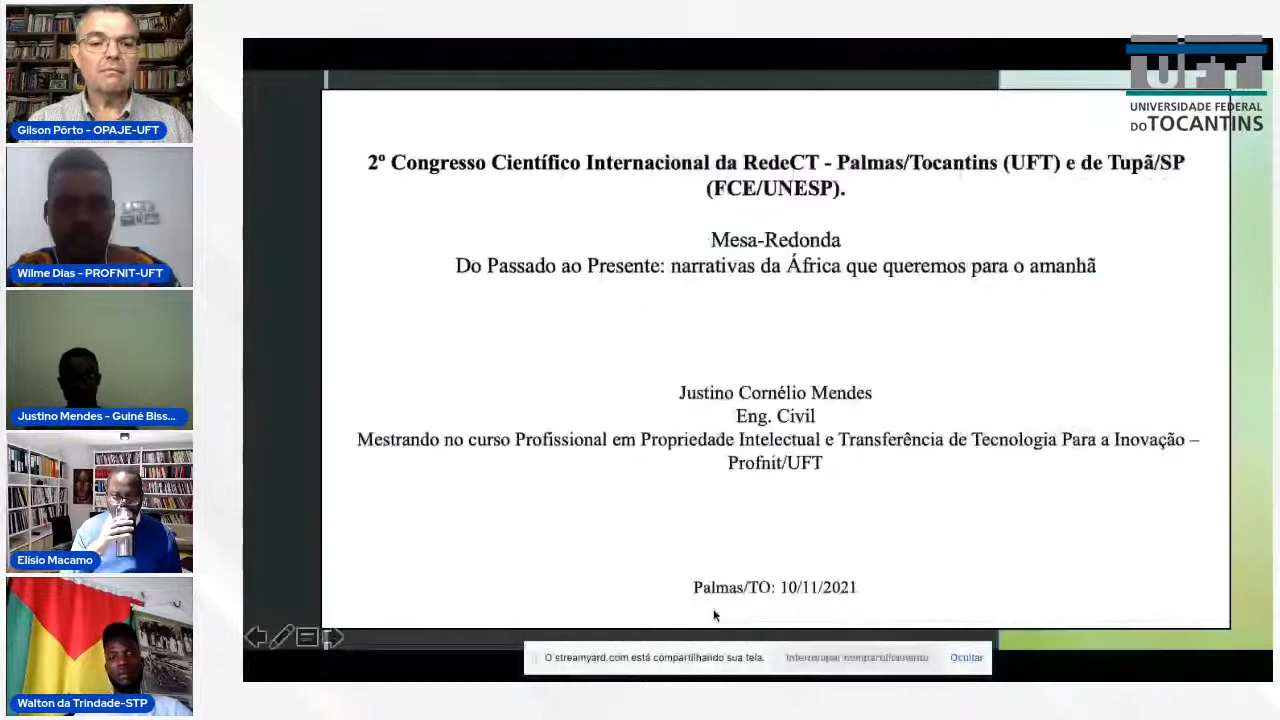 Gilson Pôrto - OPAJE-UFT
Wilme Dias - PROFNIT-UFT
Justino Mendes - Guiné Biss...
Elísio Macamo
Walton da Trindade-STP
UFT
UNIVERSIDADE FEDERAL
DO TOCANTINS
2º Congresso Científico Internacional da RedeCT - Palmas/Tocantins (UFT) e de Tupã/SP
(FCE/UNESP).
Mesa-Redonda
Do Passado ao Presente: narrativas da África que queremos para o amanhã
Justino Cornélio Mendes
Eng. Civil
Mestrando no curso Profissional em Propriedade Intelectual e Transferência de Tecnologia Para a Inovação –
Profnit/UFT
Palmas/TO: 10/11/2021
O streamyard.com está compartilhando sua tela.
Interromper compartilhamento
Ocultar